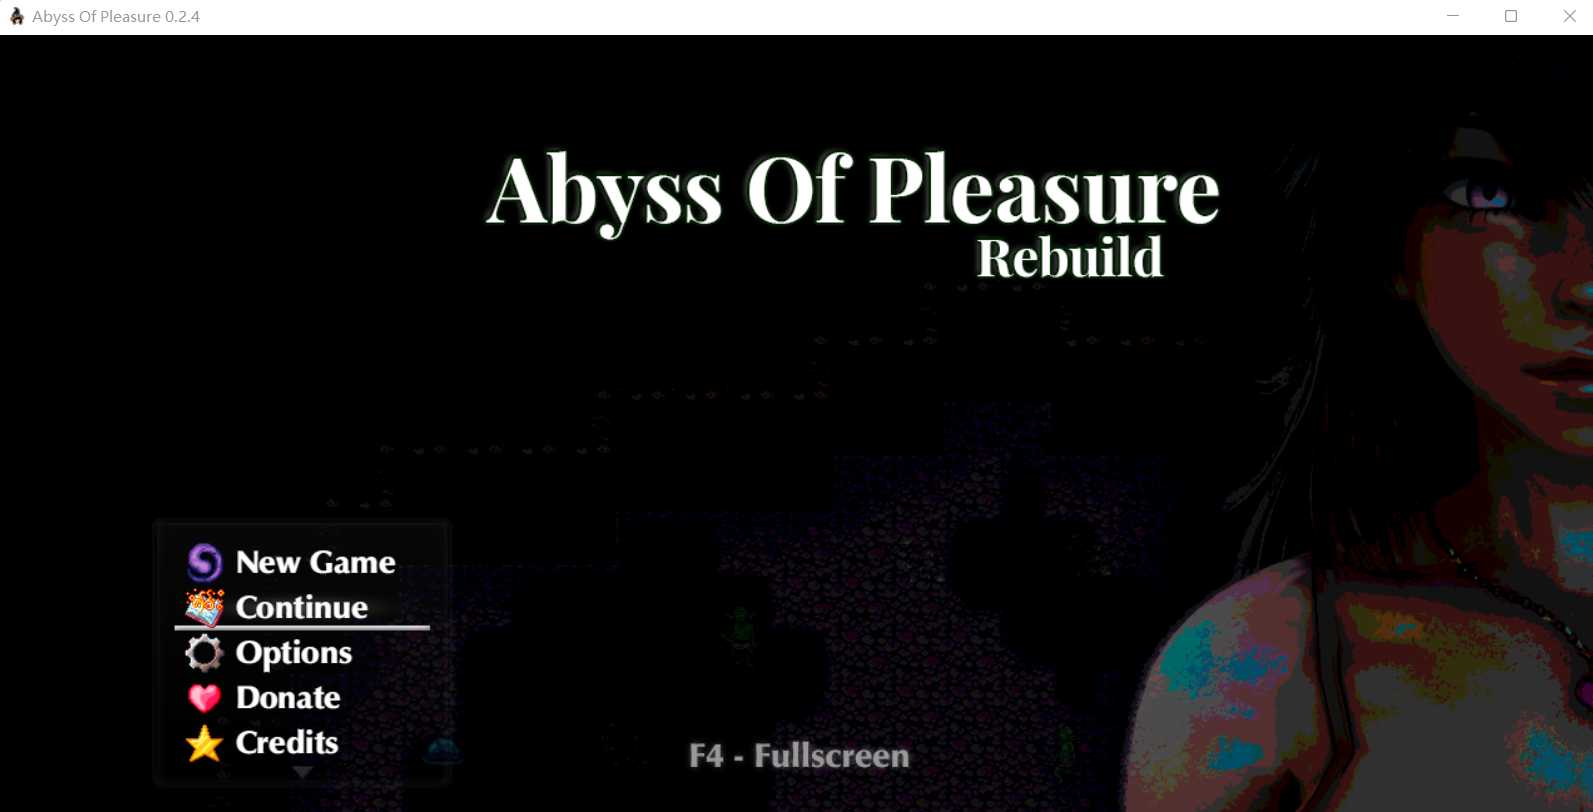 Abyss Of Pleasure 0.2.4
Abyss Of Pleasure
Rebuild
New Game
Continue
Options
Donate
Credits
F4 - Fullscreen